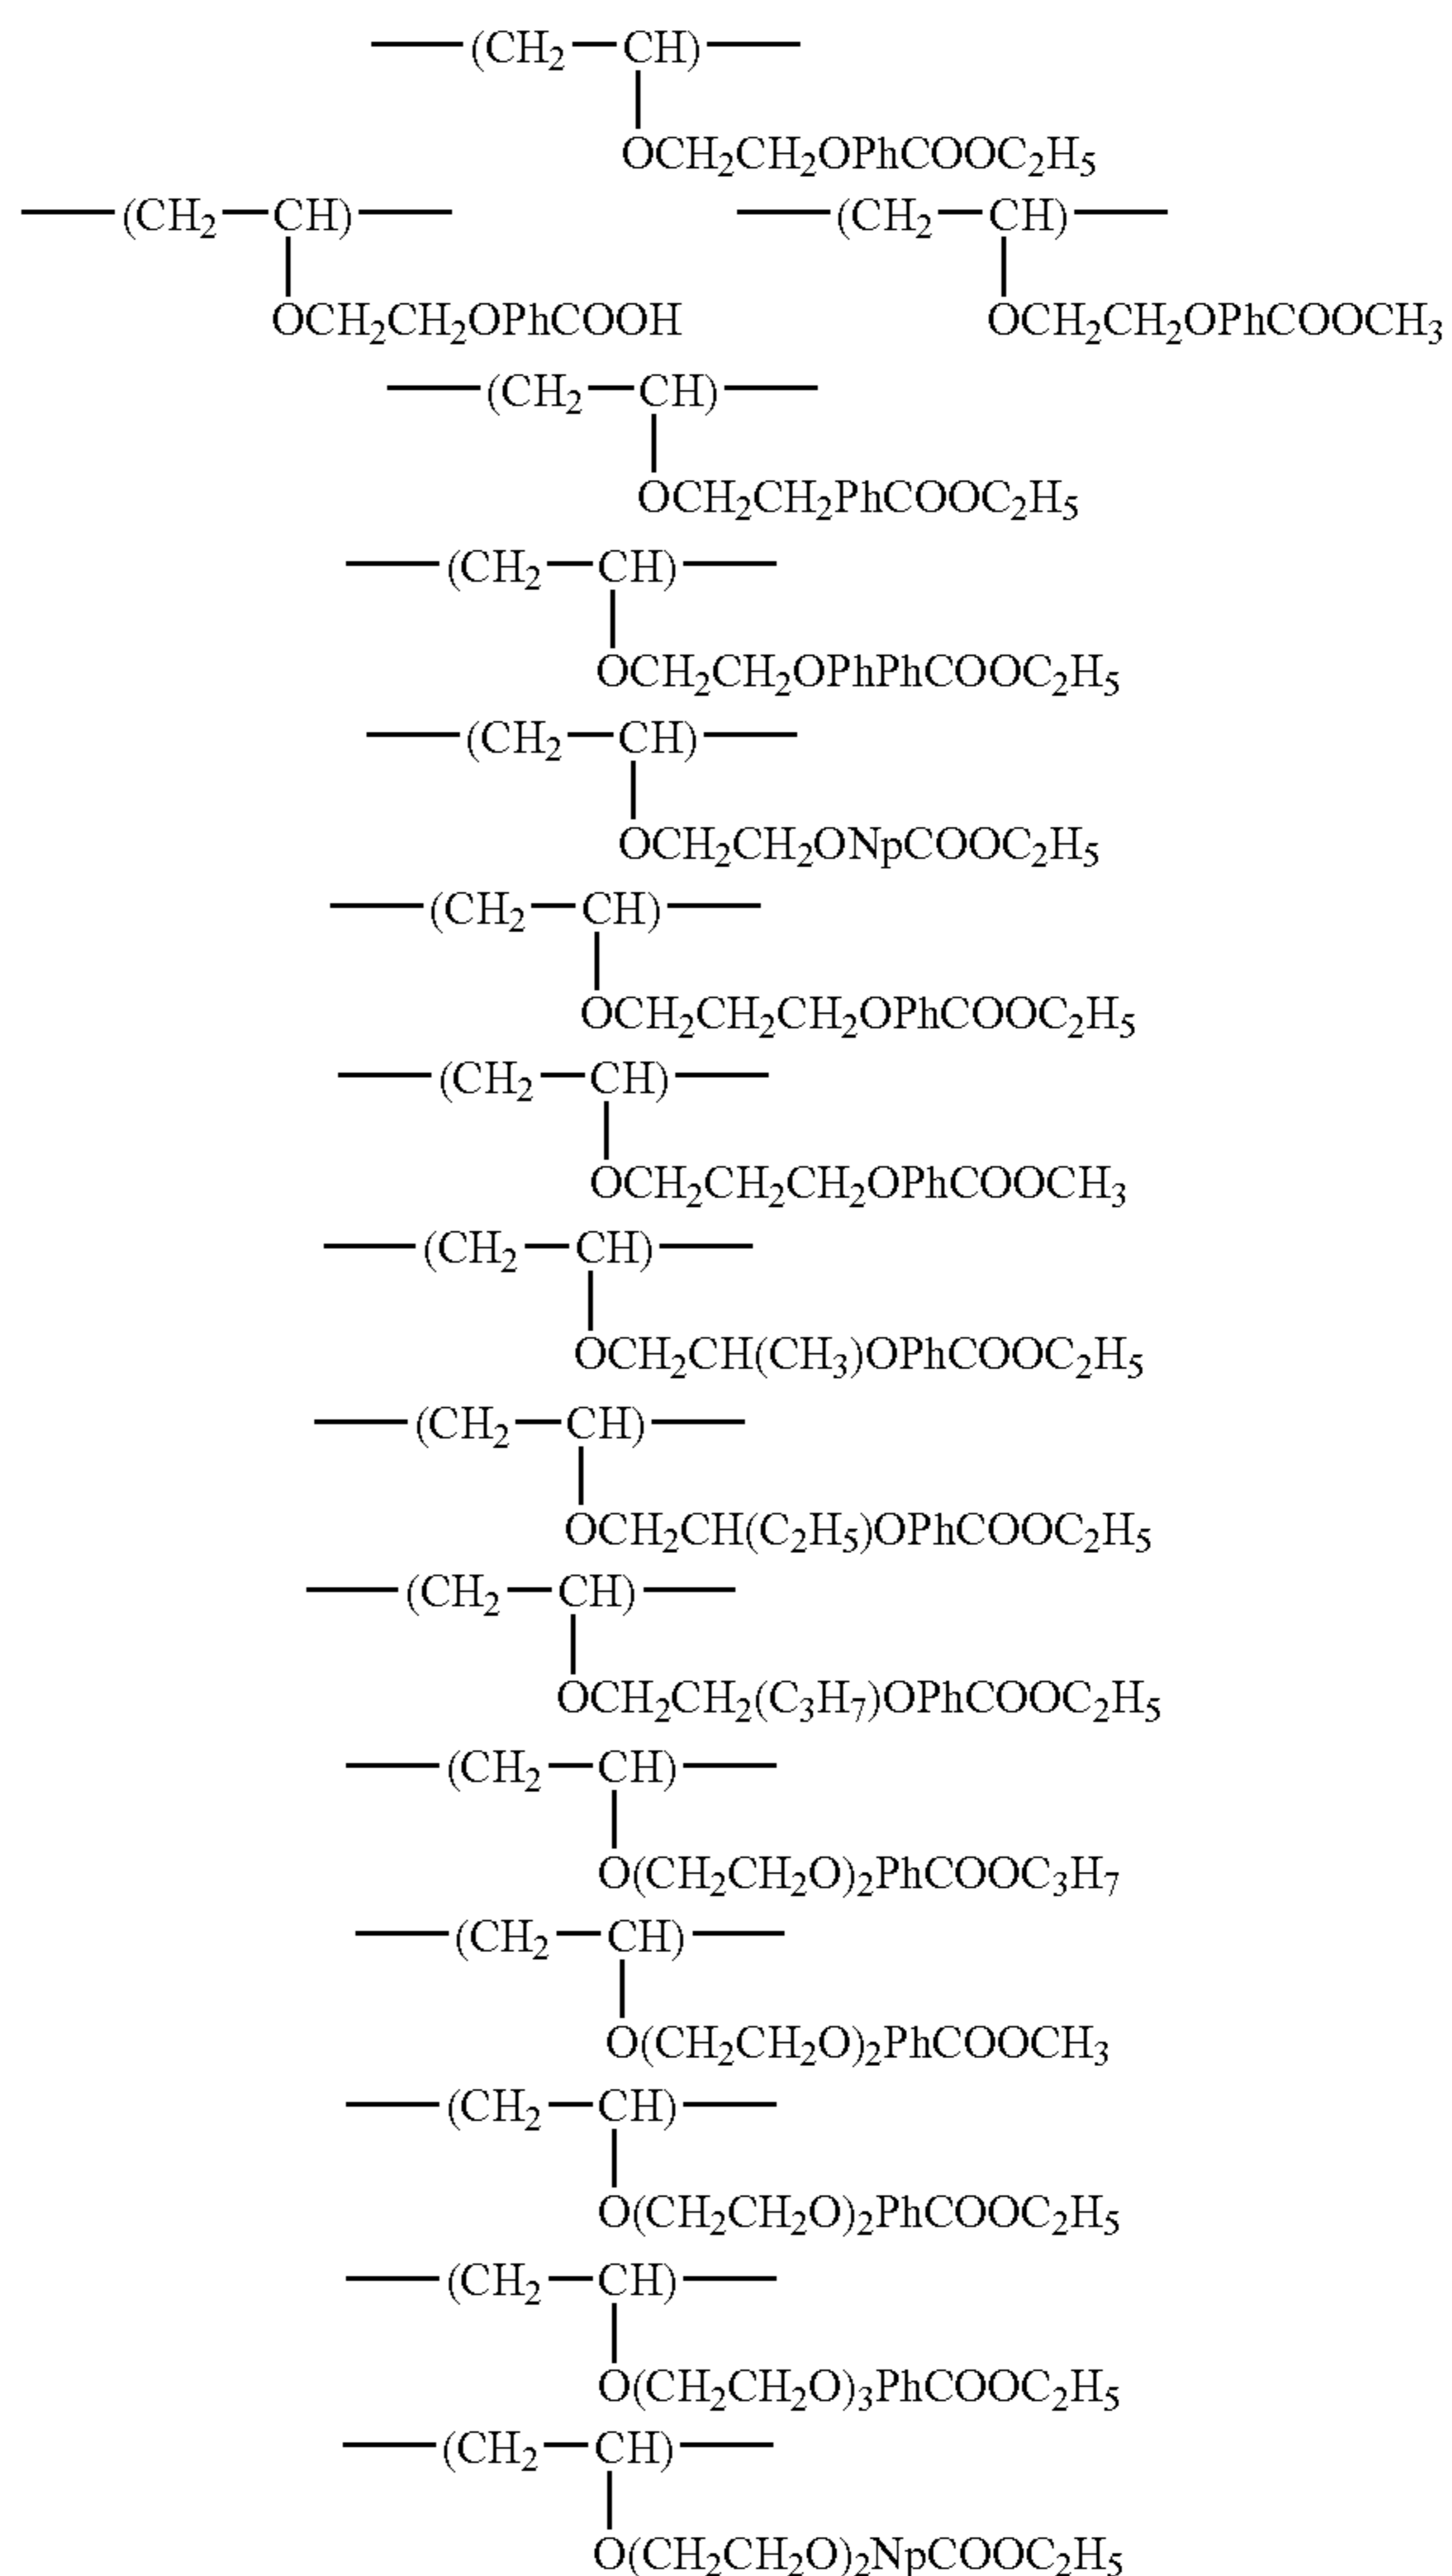 (CH₂—CH)
OCH₂CH₂OPhCOOC₂H₅
(CH₂—CH) (CH₂—CH)
OCH₂CH₂OPhCOOH OCH₂CH₂OPhCOOCH₃
(CH₂—CH)
OCH₂CH₂PhCOOC₂H₅
(CH₂—CH)
OCH₂CH₂OPhPhCOOC₂H₅
(CH₂—CH)
OCH₂CH₂ONpCOOC₂H₅
(CH₂—CH)
OCH₂CH₂CH₂OPhCOOC₂H₅
(CH₂—CH)
OCH₂CH₂CH₂OPhCOOCH₃
(CH₂—CH)
OCH₂CH(CH₃)OPhCOOC₂H₅
(CH₂—CH)
OCH₂CH(C₂H₅)OPhCOOC₂H₅
(CH₂—CH)
OCH₂CH₂(C₃H₇)OPhCOOC₂H₅
(CH₂—CH)
O(CH₂CH₂O)₂PhCOOC₃H₇
(CH₂—CH)
O(CH₂CH₂O)₂PhCOOCH₃
(CH₂—CH)
O(CH₂CH₂O)₂PhCOOC₂H₅
(CH₂—CH)
O(CH₂CH₂O)₃PhCOOC₂H₅
(CH₂—CH)
O(CH₂CH₂O)₂NpCOOC₂H₅